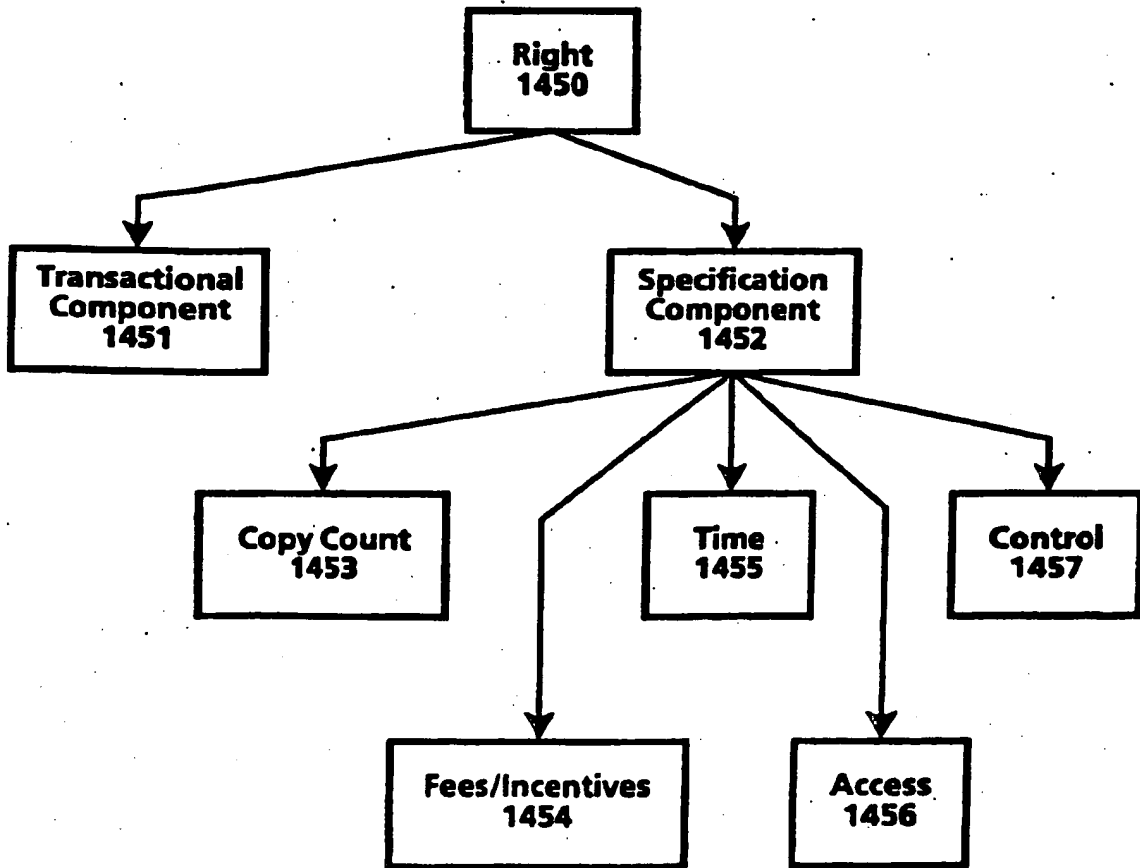 Right
1450
Transactional
Component
1451
Specification
Component
1452
Copy Count
1453
Time
1455
Control
1457
Fees/Incentives
1454
Access
1456